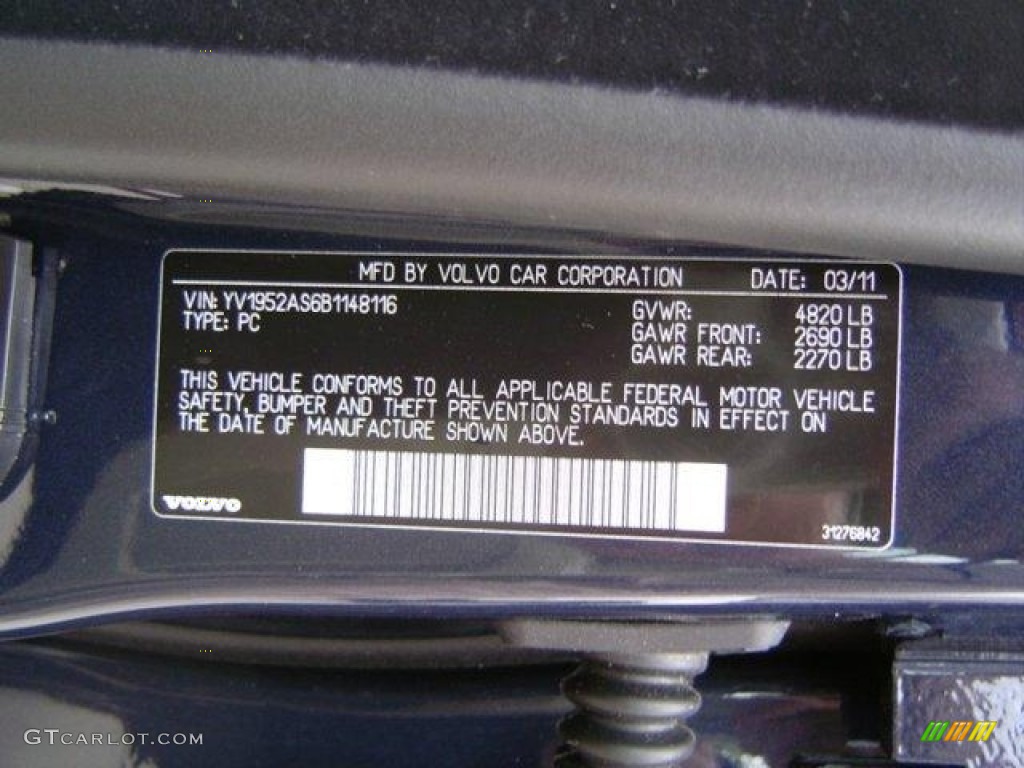 MFD BY VOLVO CAR CORPORATION DATE: 03/11
VIN: YV1952AS6B1148116 GVWR: 4820 LB
TYPE: PC GAWR FRONT: 2690 LB
GAWR REAR: 2270 LB
THIS VEHICLE CONFORMS TO ALL APPLICABLE FEDERAL MOTOR VEHICLE
SAFETY, BUMPER AND THEFT PREVENTION STANDARDS IN EFFECT ON
THE DATE OF MANUFACTURE SHOWN ABOVE.
VOLVO
31276842
GTCARLOT.COM